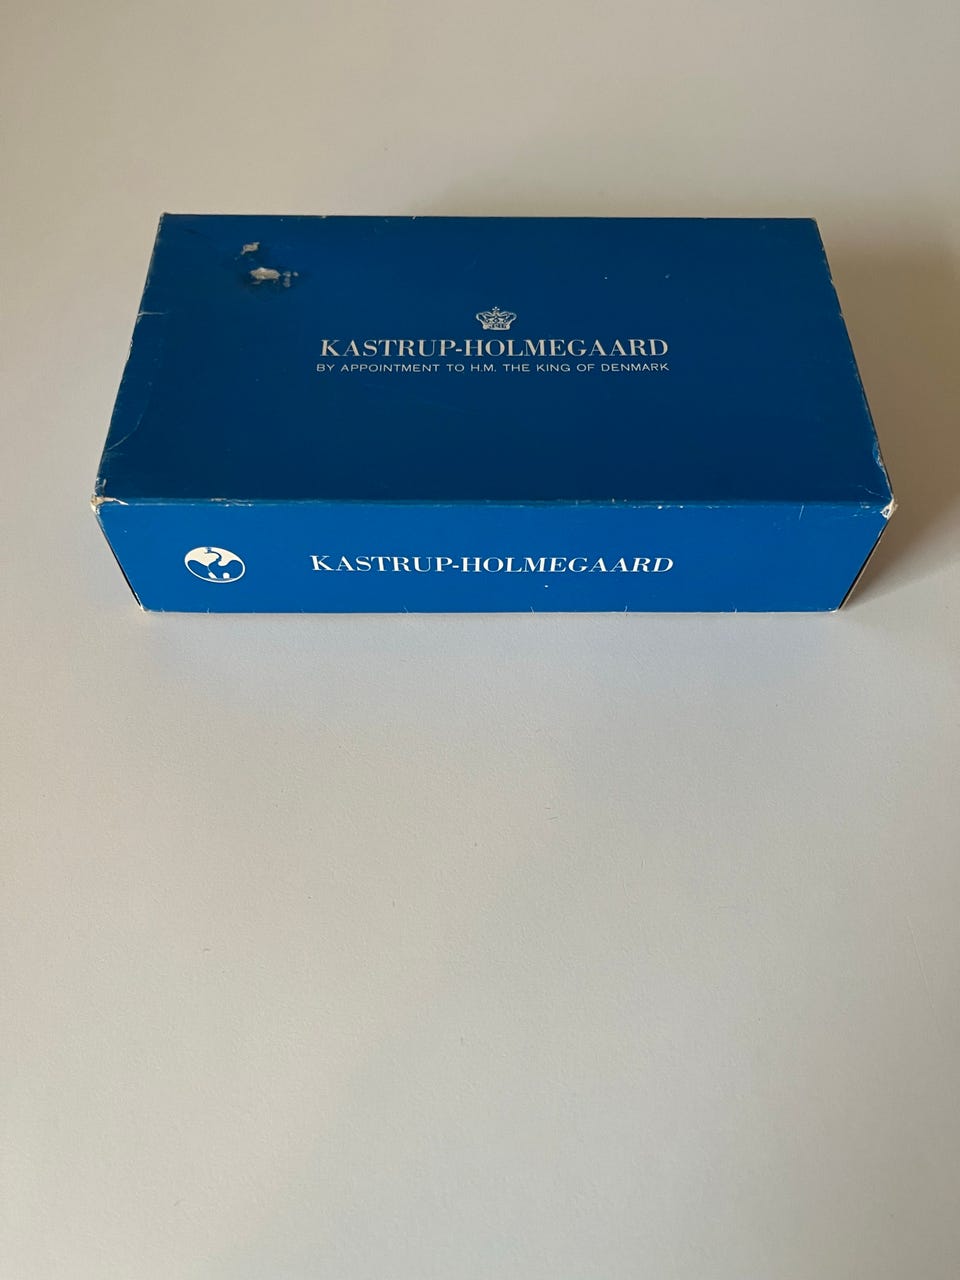 KASTRUP-HOLMEGAARD
BY APPOINTMENT TO H.M. THE KING OF DENMARK
KASTRUP-HOLMEGAARD